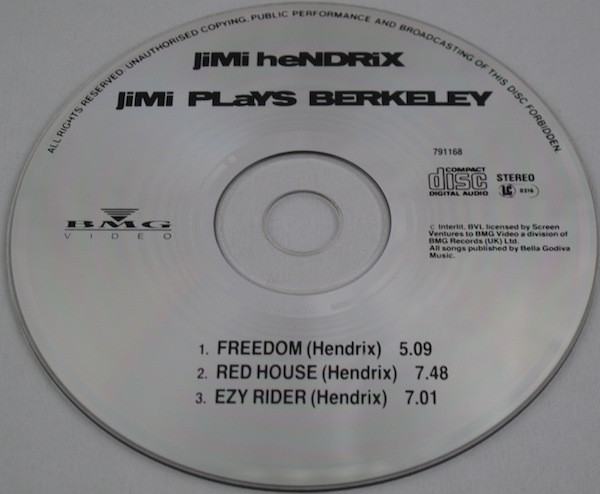 ALL RIGHTS RESERVED. UNAUTHORISED COPYING, PUBLIC PERFORMANCE AND BROADCASTING OF THIS DISC FORBIDDEN.
JiMi heNDRiX
JiMi PLaYS BERKELEY
791168
COMPACT
disc
DIGITAL AUDIO
STEREO
LC
0316
BMG
VIDEO
c Interlit, BVI, licensed by Screen
Ventures to BMG Video a division of
BMG Records (UK) Ltd.
All songs published by Bella Godiva
Music.
1. FREEDOM (Hendrix) 5.09
2. RED HOUSE (Hendrix) 7.48
3. EZY RIDER (Hendrix) 7.01